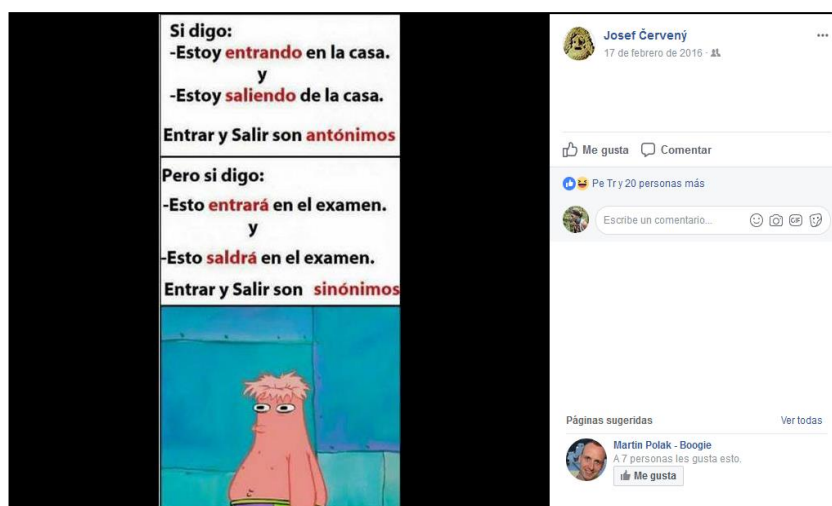 Si digo:
-Estoy entrando en la casa.
y
-Estoy saliendo de la casa.
Entrar y Salir son antónimos
Pero si digo:
-Esto entrará en el examen.
y
-Esto saldrá en el examen.
Entrar y Salir son sinónimos
Josef Červený
17 de febrero de 2016 ·
Me gusta Comentar
Pe Tr y 20 personas más
Escribe un comentario...
GIF
Páginas sugeridas Ver todas
Martin Polak - Boogie
A 7 personas les gusta esto.
Me gusta